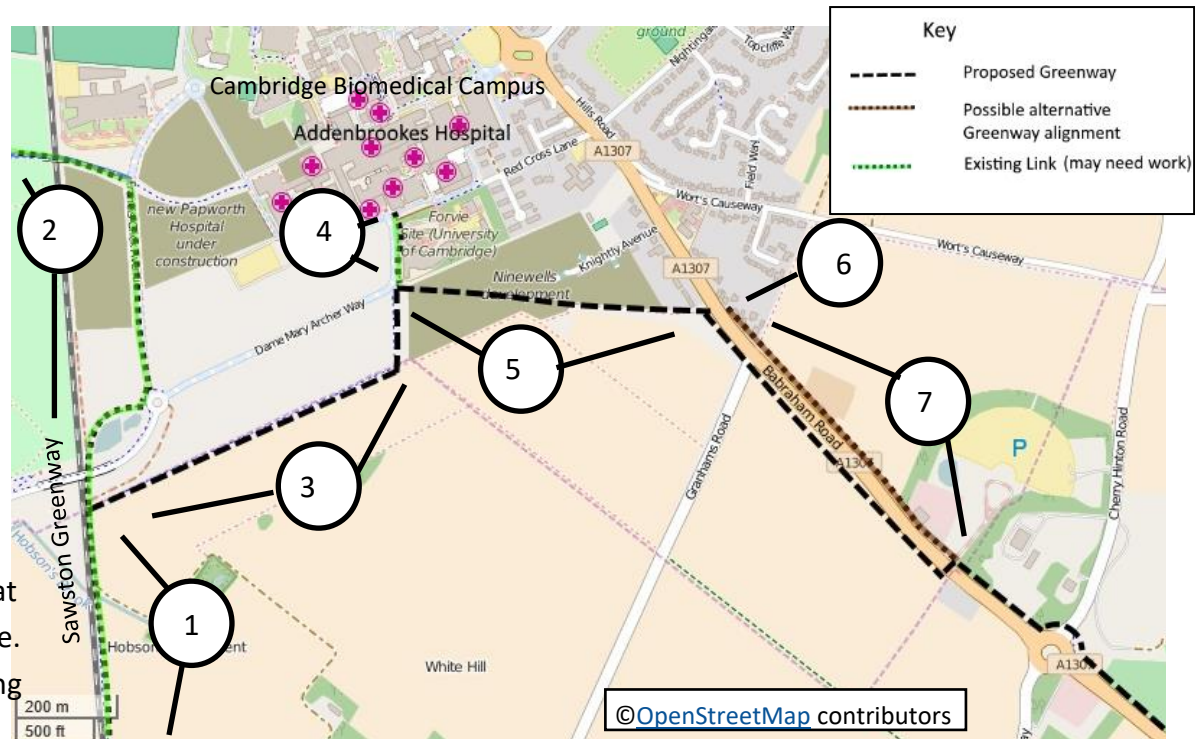 Key
Proposed Greenway
Possible alternative
Greenway alignment
Existing Link (may need work)
ground
Nightingale
Topcliffe Way
Cambridge Biomedical Campus
Addenbrookes Hospital
Hills Road
Red Cross Lane
A1307
Field Way
Wort's Causeway
Wort's Causeway
2
new Papworth
Hospital
under
construction
4
Forvie
Site (University
of Cambridge)
Knightly Avenue
Ninewells
development
A1307
6
Dame Mary Archer Way
5
7
Babraham Road
A1307
P
Cherry Hinton Road
Granhams Road
Sawston Greenway
3
Hobson's
1
at
e.
ng
White Hill
A1307
200 m
500 ft
©OpenStreetMap contributors